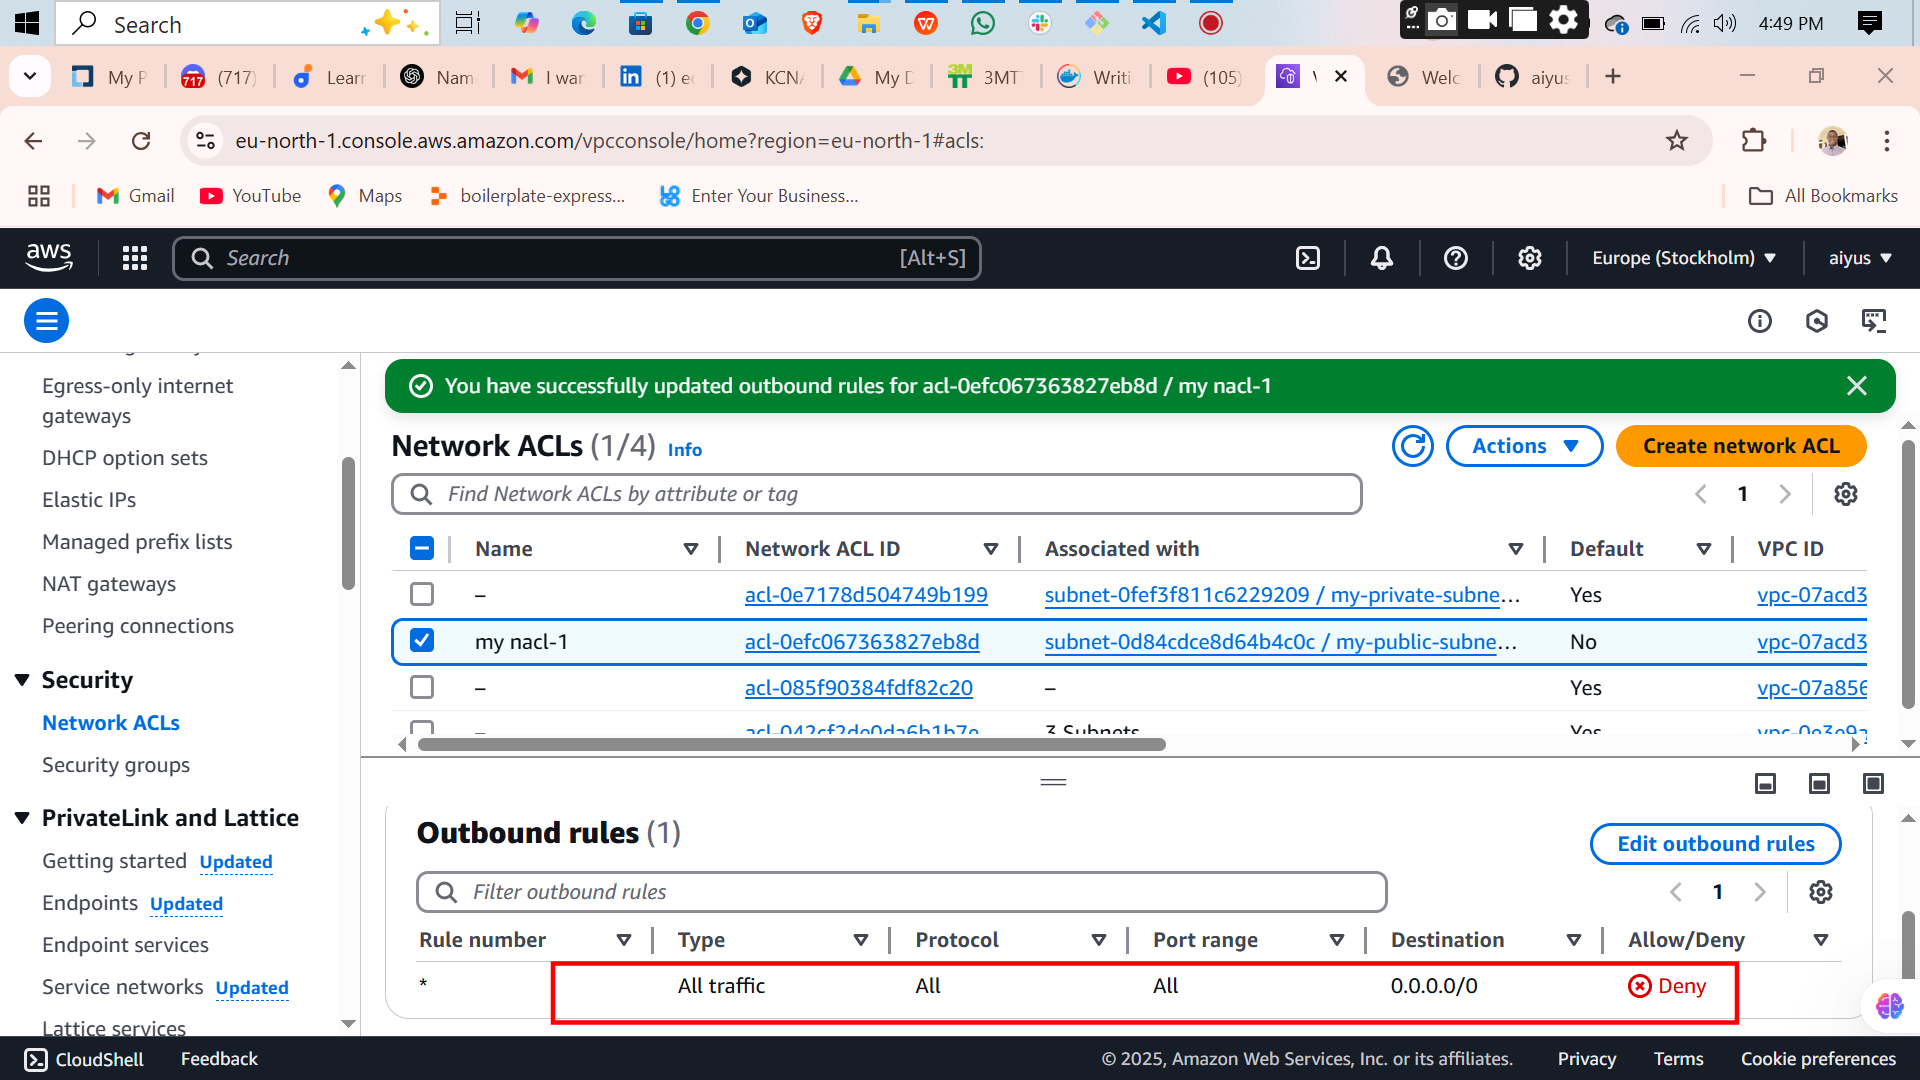 Search
4:49 PM
My P
717
(717)
Learn
Nam
I war
(1) ec
KCNA
My D
3MT
Writi
(105)
Welc
aiyus
eu-north-1.console.aws.amazon.com/vpcconsole/home?region=eu-north-1#acls:
Gmail
YouTube
Maps
boilerplate-express...
Enter Your Business...
All Bookmarks
aws
Search
[Alt+S]
Europe (Stockholm)
aiyus
Egress-only internet
gateways
DHCP option sets
Elastic IPs
Managed prefix lists
NAT gateways
Peering connections
Security
Network ACLs
Security groups
PrivateLink and Lattice
Getting started Updated
Endpoints Updated
Endpoint services
Service networks Updated
Lattice services
You have successfully updated outbound rules for acl-0efc067363827eb8d / my nacl-1
Network ACLs (1/4) Info
Actions
Create network ACL
Find Network ACLs by attribute or tag
1
Name
Network ACL ID
Associated with
Default
VPC ID
–
acl-0e7178d504749b199
subnet-0fef3f811c6229209 / my-private-subne...
Yes
vpc-07acd3
my nacl-1
acl-0efc067363827eb8d
subnet-0d84cdce8d64b4c0c / my-public-subne...
No
vpc-07acd3
–
acl-085f90384fdf82c20
–
Yes
vpc-07a856
–
acl-042cf2de0da6b1b7e
3 Subnets
Yes
vpc-0e3e9a
Outbound rules (1)
Edit outbound rules
Filter outbound rules
1
Rule number
Type
Protocol
Port range
Destination
Allow/Deny
*
All traffic
All
All
0.0.0.0/0
Deny
CloudShell
Feedback
© 2025, Amazon Web Services, Inc. or its affiliates.
Privacy
Terms
Cookie preferences